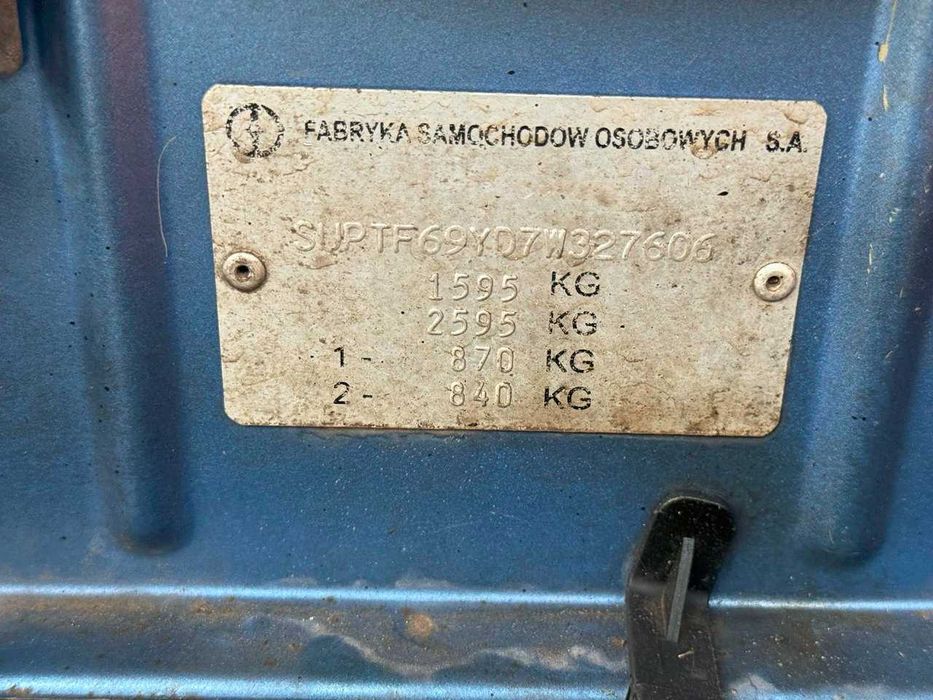 FABRYKA SAMOCHODOW OSOBOWYCH S.A.
SUPTF69YD7W327606
1595 KG
2595 KG
1 - 870 KG
2 - 840 KG